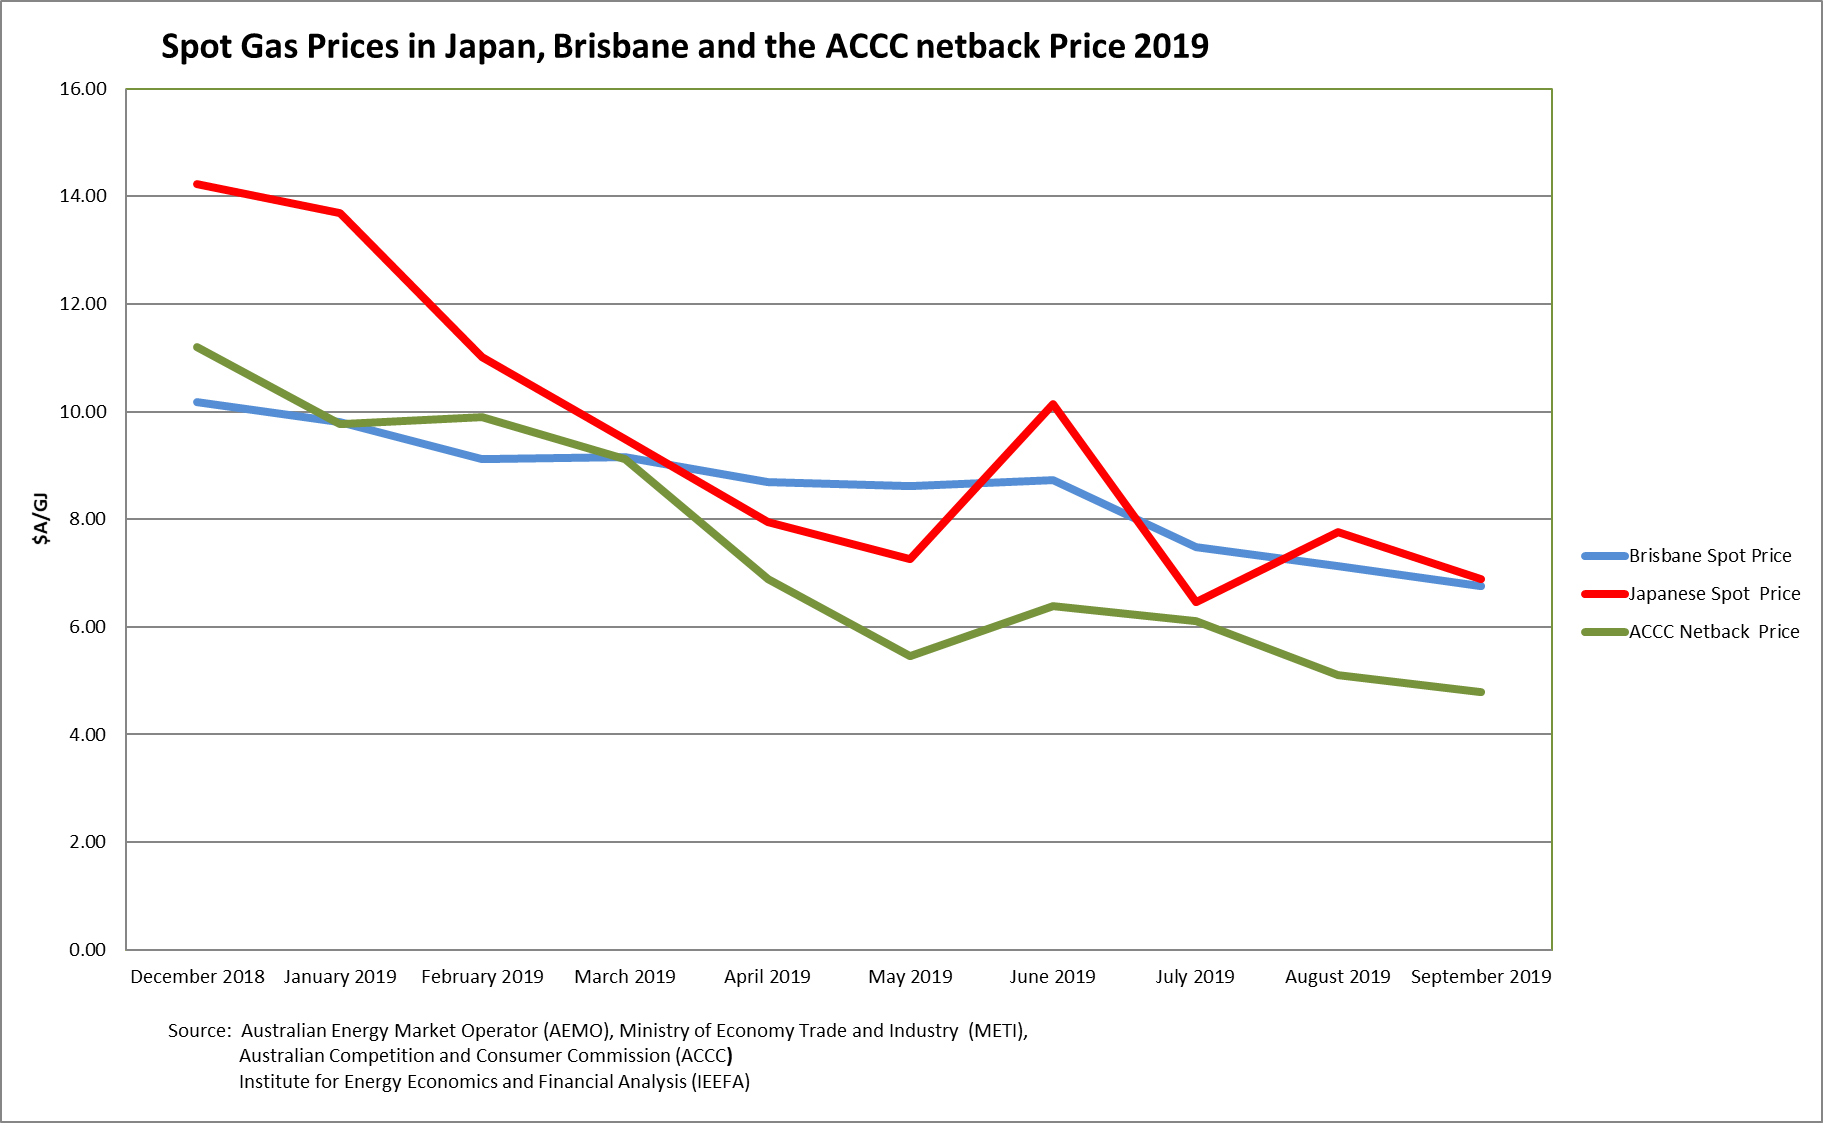 Spot Gas Prices in Japan, Brisbane and the ACCC netback Price 2019
16.00
14.00
12.00
10.00
8.00
6.00
4.00
2.00
0.00
$A/GJ
December 2018
January 2019
February 2019
March 2019
April 2019
May 2019
June 2019
July 2019
August 2019
September 2019
Brisbane Spot Price
Japanese Spot  Price
ACCC Netback  Price
Source:  Australian Energy Market Operator (AEMO), Ministry of Economy Trade and Industry  (METI),
Australian Competition and Consumer Commission (ACCC)
Institute for Energy Economics and Financial Analysis (IEEFA)